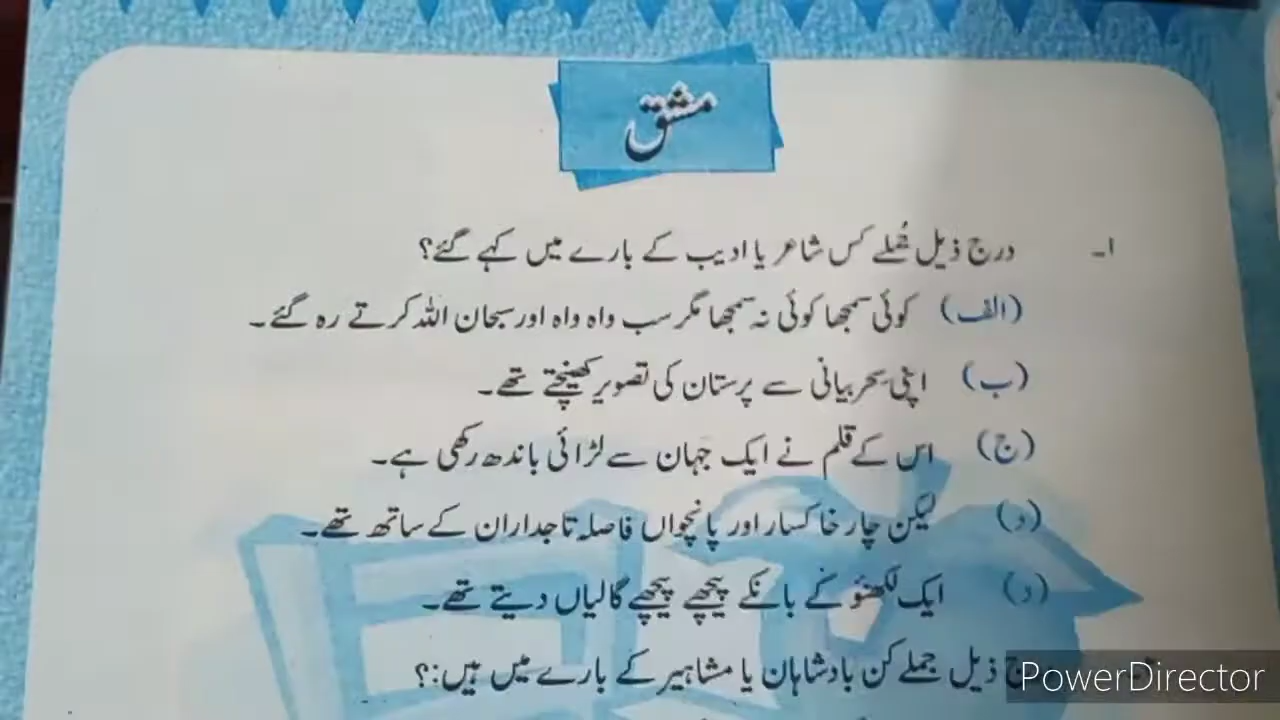 مشق
۱۔ درج ذیل جُملے کس شاعر یا ادیب کے بارے میں کہے گئے؟
(الف) کوئی سمجھا کوئی نہ سمجھا مگر سب واہ واہ اور سبحان اللہ کرتے رہ گئے۔
(ب) اپنی سحر بیانی سے پرستان کی تصویر کھینچتے تھے۔
(ج) اس کے قلم نے ایک جہان سے لڑائی باندھ رکھی ہے۔
(د) لیکن چار خاکسار اور پانچواں فاصلہ تاجداران کے ساتھ تھے۔
(د) ایک لکھنؤ کے بانکے پیچھے پیچھے گالیاں دیتے تھے۔
ذیل جملے کن بادشاہان یا مشاہیر کے بارے میں ہیں:؟
PowerDirector